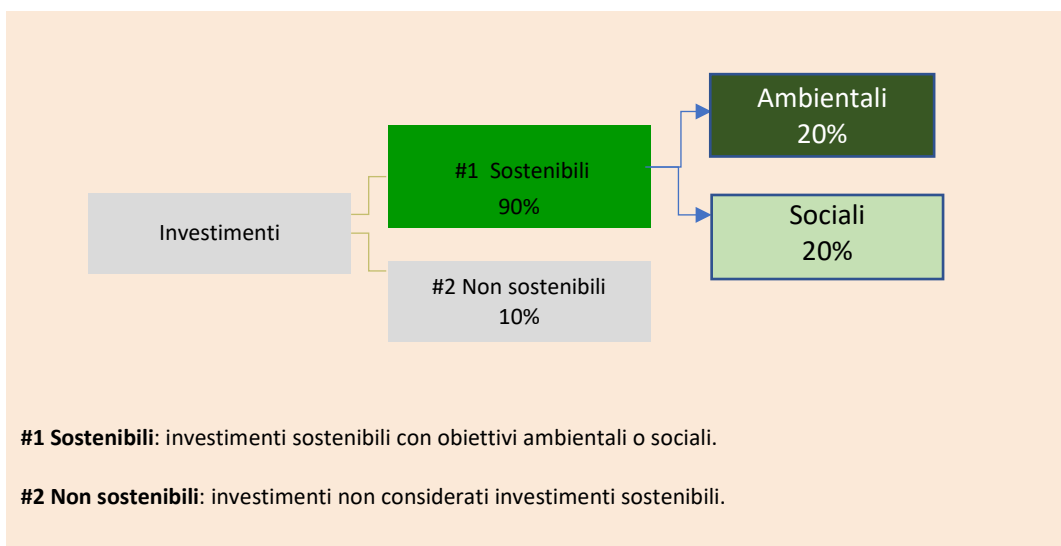 Investimenti
#1 Sostenibili
90%
#2 Non sostenibili
10%
Ambientali
20%
Sociali
20%
#1 Sostenibili: investimenti sostenibili con obiettivi ambientali o sociali.
#2 Non sostenibili: investimenti non considerati investimenti sostenibili.